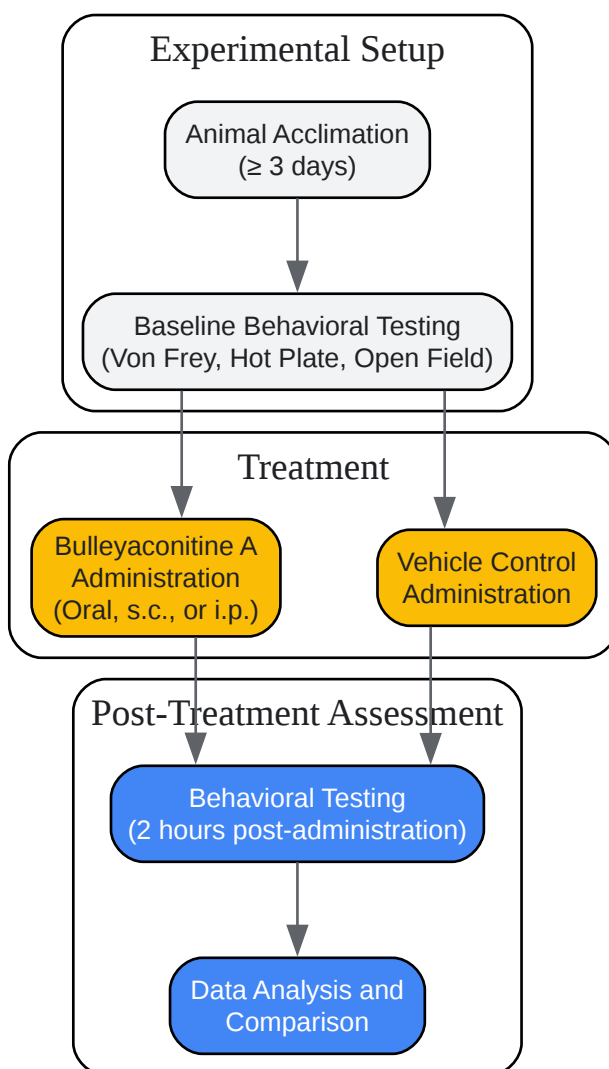 Experimental Setup
Animal Acclimation
(≥ 3 days)
Baseline Behavioral Testing
(Von Frey, Hot Plate, Open Field)
Treatment
Bulleyaconitine A
Administration
(Oral, s.c., or i.p.)
Vehicle Control
Administration
Post-Treatment Assessment
Behavioral Testing
(2 hours post-administration)
Data Analysis and
Comparison